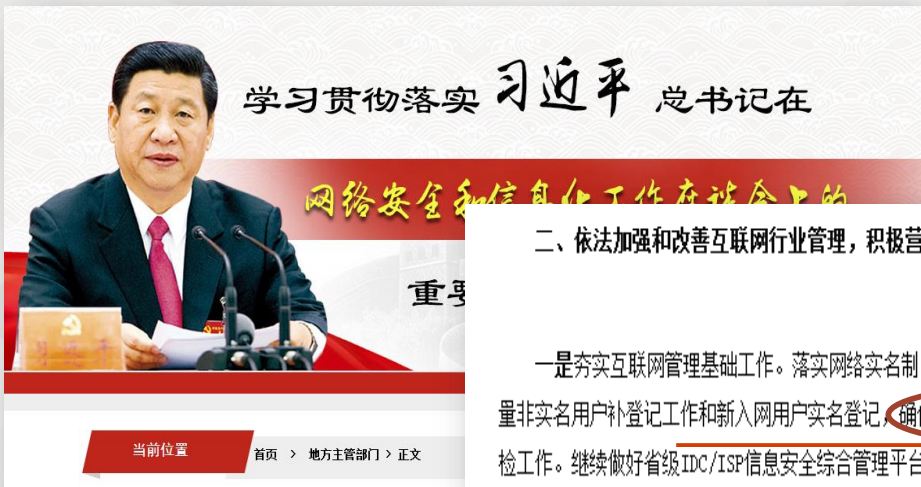 学习贯彻落实 习近平 总书记在
网络安全和信息化工作座谈会上的
重要
二、依法加强和改善互联网行业管理，积极营
一是夯实互联网管理基础工作。落实网络实名制
量非实名用户补登记工作和新入网用户实名登记，确
检工作。继续做好省级IDC/ISP信息安全综合管理平台
当前位置
首页 > 地方主管部门 > 正文